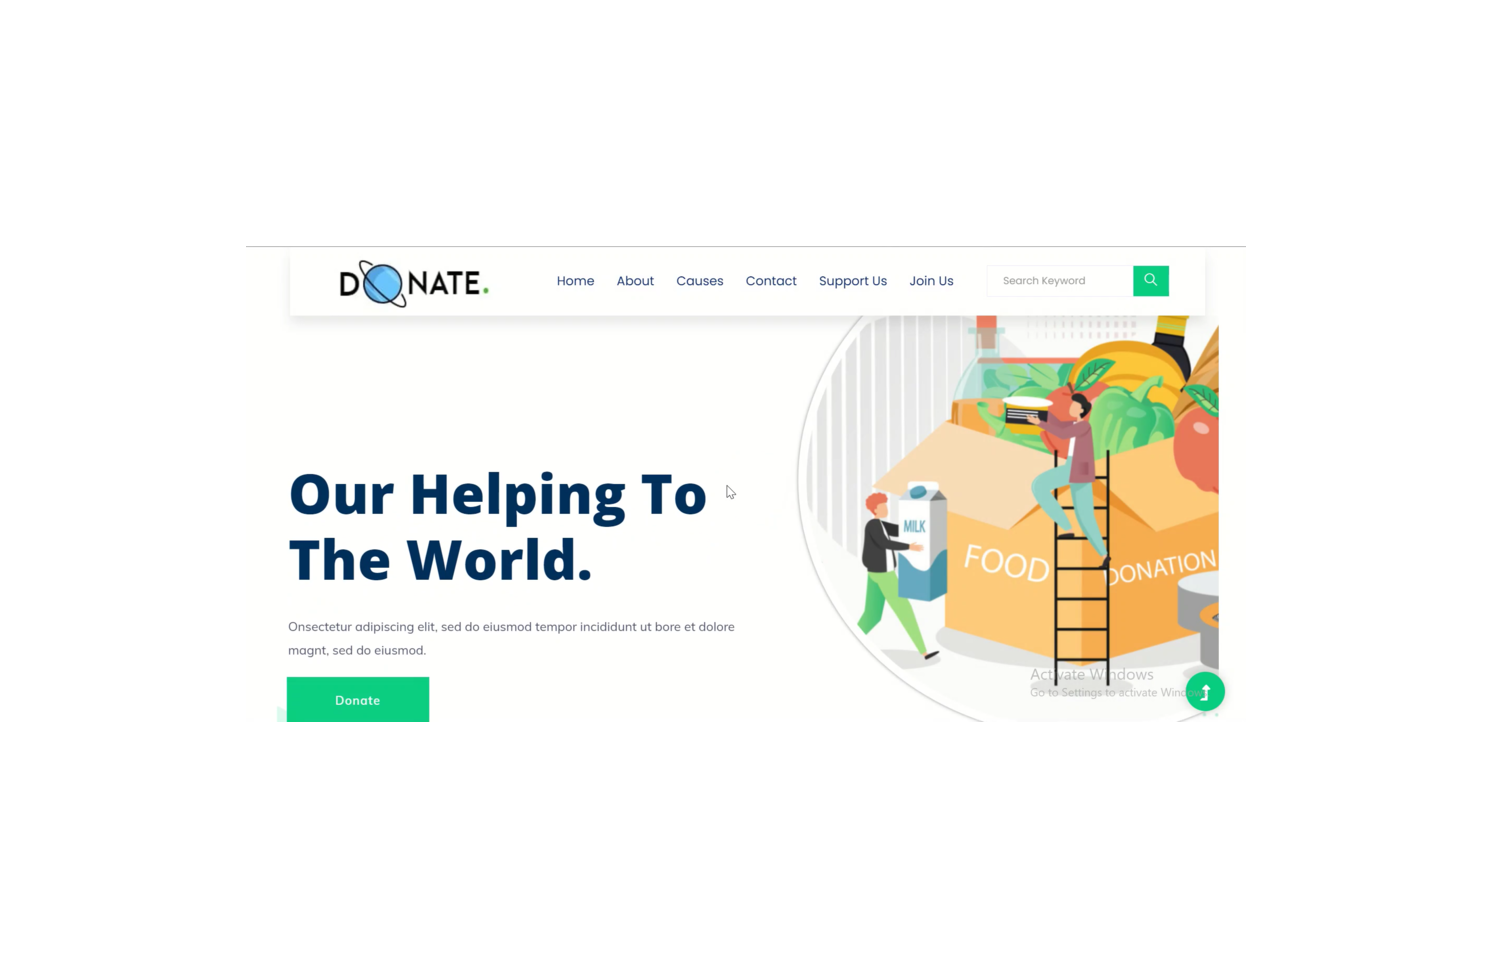 DONATE.
Home About Causes Contact Support Us Join Us
Search Keyword
Our Helping To
The World.
Onsectetur adipiscing elit, sed do eiusmod tempor incididunt ut bore et dolore
magnt, sed do eiusmod.
Donate
MILK
FOOD
DONATION
Activate Windows
Go to Settings to activate Windows